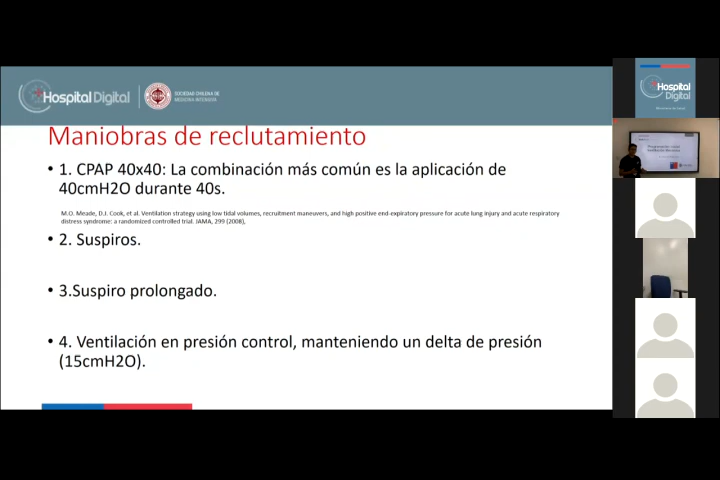 Hospital Digital
SOCIEDAD CHILENA DE
MEDICINA INTENSIVA
Maniobras de reclutamiento
• 1. CPAP 40x40: La combinación más común es la aplicación de
40cmH2O durante 40s.
M.O. Meade, D.J. Cook, et al. Ventilation strategy using low tidal volumes, recruitment maneuvers, and high positive end-expiratory pressure for acute lung injury and acute respiratory
distress syndrome: a randomized controlled trial. JAMA, 299 (2008),
• 2. Suspiros.
• 3.Suspiro prolongado.
• 4. Ventilación en presión control, manteniendo un delta de presión
(15cmH2O).
Hospital
Digital